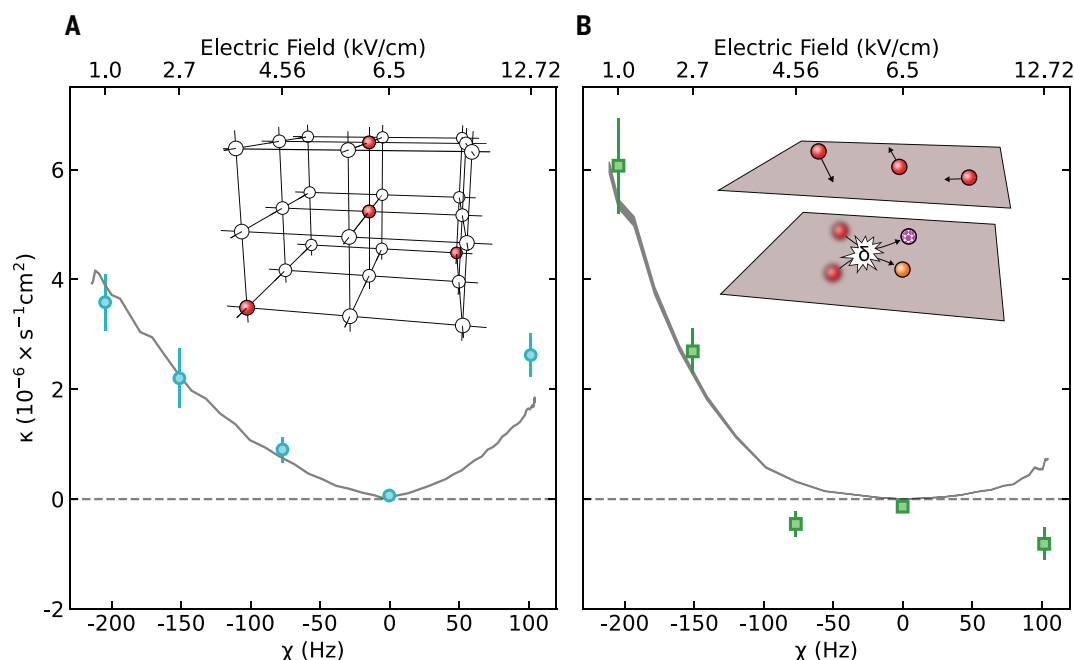 A
Electric Field (kV/cm)
1.0 2.7 4.56 6.5 12.72
6
4
2
0
-2
κ (10⁻⁶ × s⁻¹cm²)
-200 -150 -100 -50 0 50 100
χ (Hz)
B
Electric Field (kV/cm)
1.0 2.7 4.56 6.5 12.72
δ
-200 -150 -100 -50 0 50 100
χ (Hz)